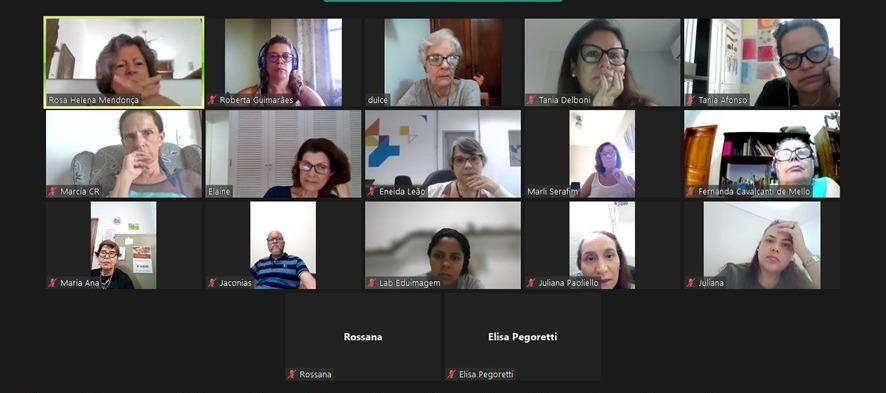 Rosa Helena Mendonça
Roberta Guimarães
dulce
Tania Delboni
Tania Afonso
Marcia CR
Elaine
Eneida Leão
Marli Serafim
Fernanda Cavalcanti de Mello
Maria Ana
Jaconias
Lab Eduimagem
Juliana Paoliello
Juliana
Rossana
Elisa Pegoretti
Rossana
Elisa Pegoretti